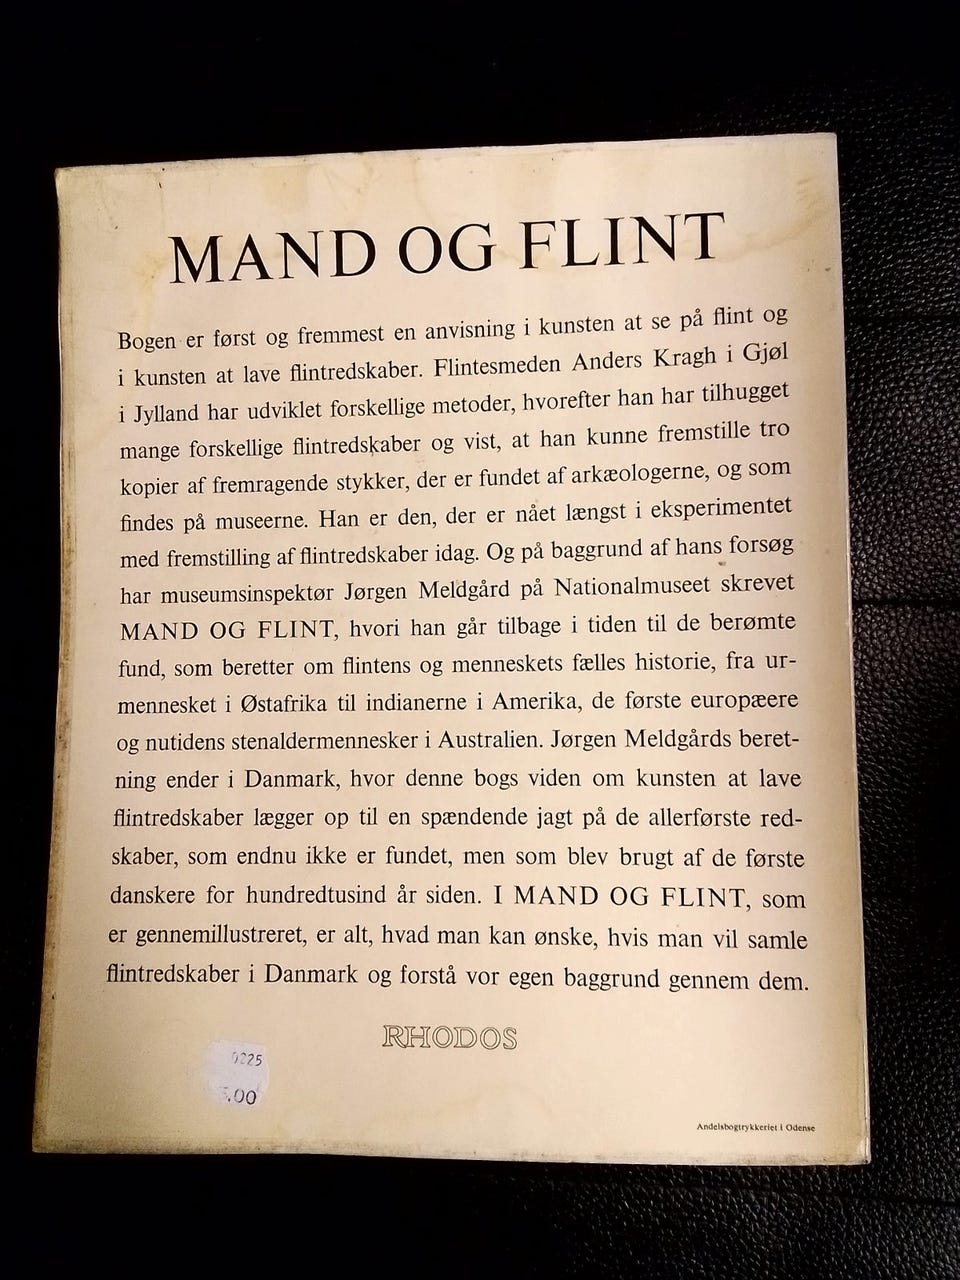 MAND OG FLINT
Bogen er først og fremmest en anvisning i kunsten at se på flint og
i kunsten at lave flintredskaber. Flintesmeden Anders Kragh i Gjøl
i Jylland har udviklet forskellige metoder, hvorefter han har tilhugget
mange forskellige flintredskaber og vist, at han kunne fremstille tro
kopier af fremragende stykker, der er fundet af arkæologerne, og som
findes på museerne. Han er den, der er nået længst i eksperimentet
med fremstilling af flintredskaber idag. Og på baggrund af hans forsøg
har museumsinspektør Jørgen Meldgård på Nationalmuseet skrevet
MAND OG FLINT, hvori han går tilbage i tiden til de berømte
fund, som beretter om flintens og menneskets fælles historie, fra ur-
mennesket i Østafrika til indianerne i Amerika, de første europæere
og nutidens stenaldermennesker i Australien. Jørgen Meldgårds beret-
ning ender i Danmark, hvor denne bogs viden om kunsten at lave
flintredskaber lægger op til en spændende jagt på de allerførste red-
skaber, som endnu ikke er fundet, men som blev brugt af de første
danskere for hundredtusind år siden. I MAND OG FLINT, som
er gennemillustreret, er alt, hvad man kan ønske, hvis man vil samle
flintredskaber i Danmark og forstå vor egen baggrund gennem dem.
RHODOS
Andelsbogtrykkeriet i Odense